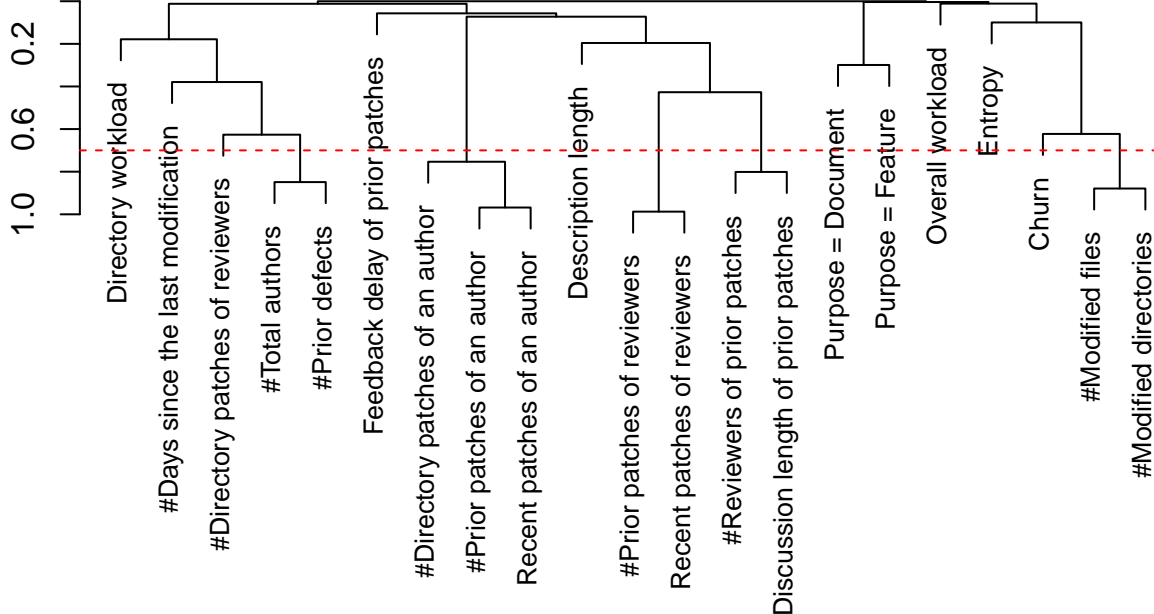 0.2
0.6
1.0
Directory workload
#Days since the last modification
#Directory patches of reviewers
#Total authors
#Prior defects
Feedback delay of prior patches
#Directory patches of an author
#Prior patches of an author
Recent patches of an author
Description length
#Prior patches of reviewers
Recent patches of reviewers
#Reviewers of prior patches
Discussion length of prior patches
Purpose = Document
Purpose = Feature
Overall workload
Entropy
Churn
#Modified files
#Modified directories